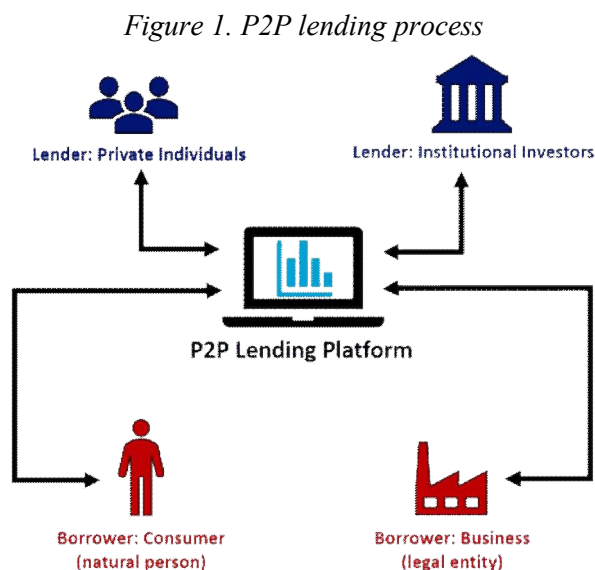 Figure 1. P2P lending process
Lender: Private Individuals
Lender: Institutional Investors
P2P Lending Platform
Borrower: Consumer
(natural person)
Borrower: Business
(legal entity)